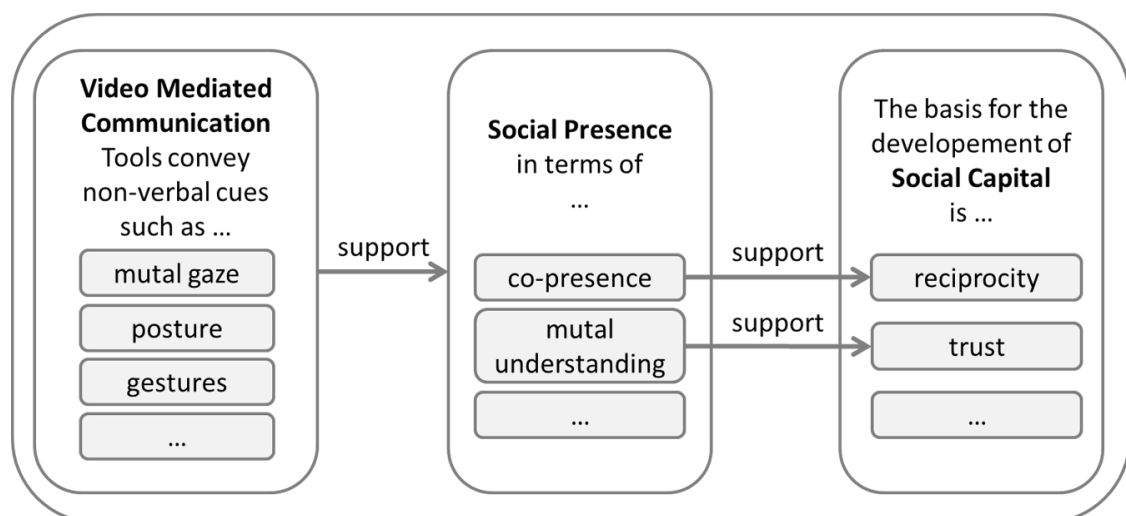 Video Mediated
Communication
Tools convey
non-verbal cues
such as ...
mutal gaze
posture
gestures
...
support
Social Presence
in terms of
...
co-presence
mutal
understanding
...
support
support
The basis for the
developement of
Social Capital
is ...
reciprocity
trust
...